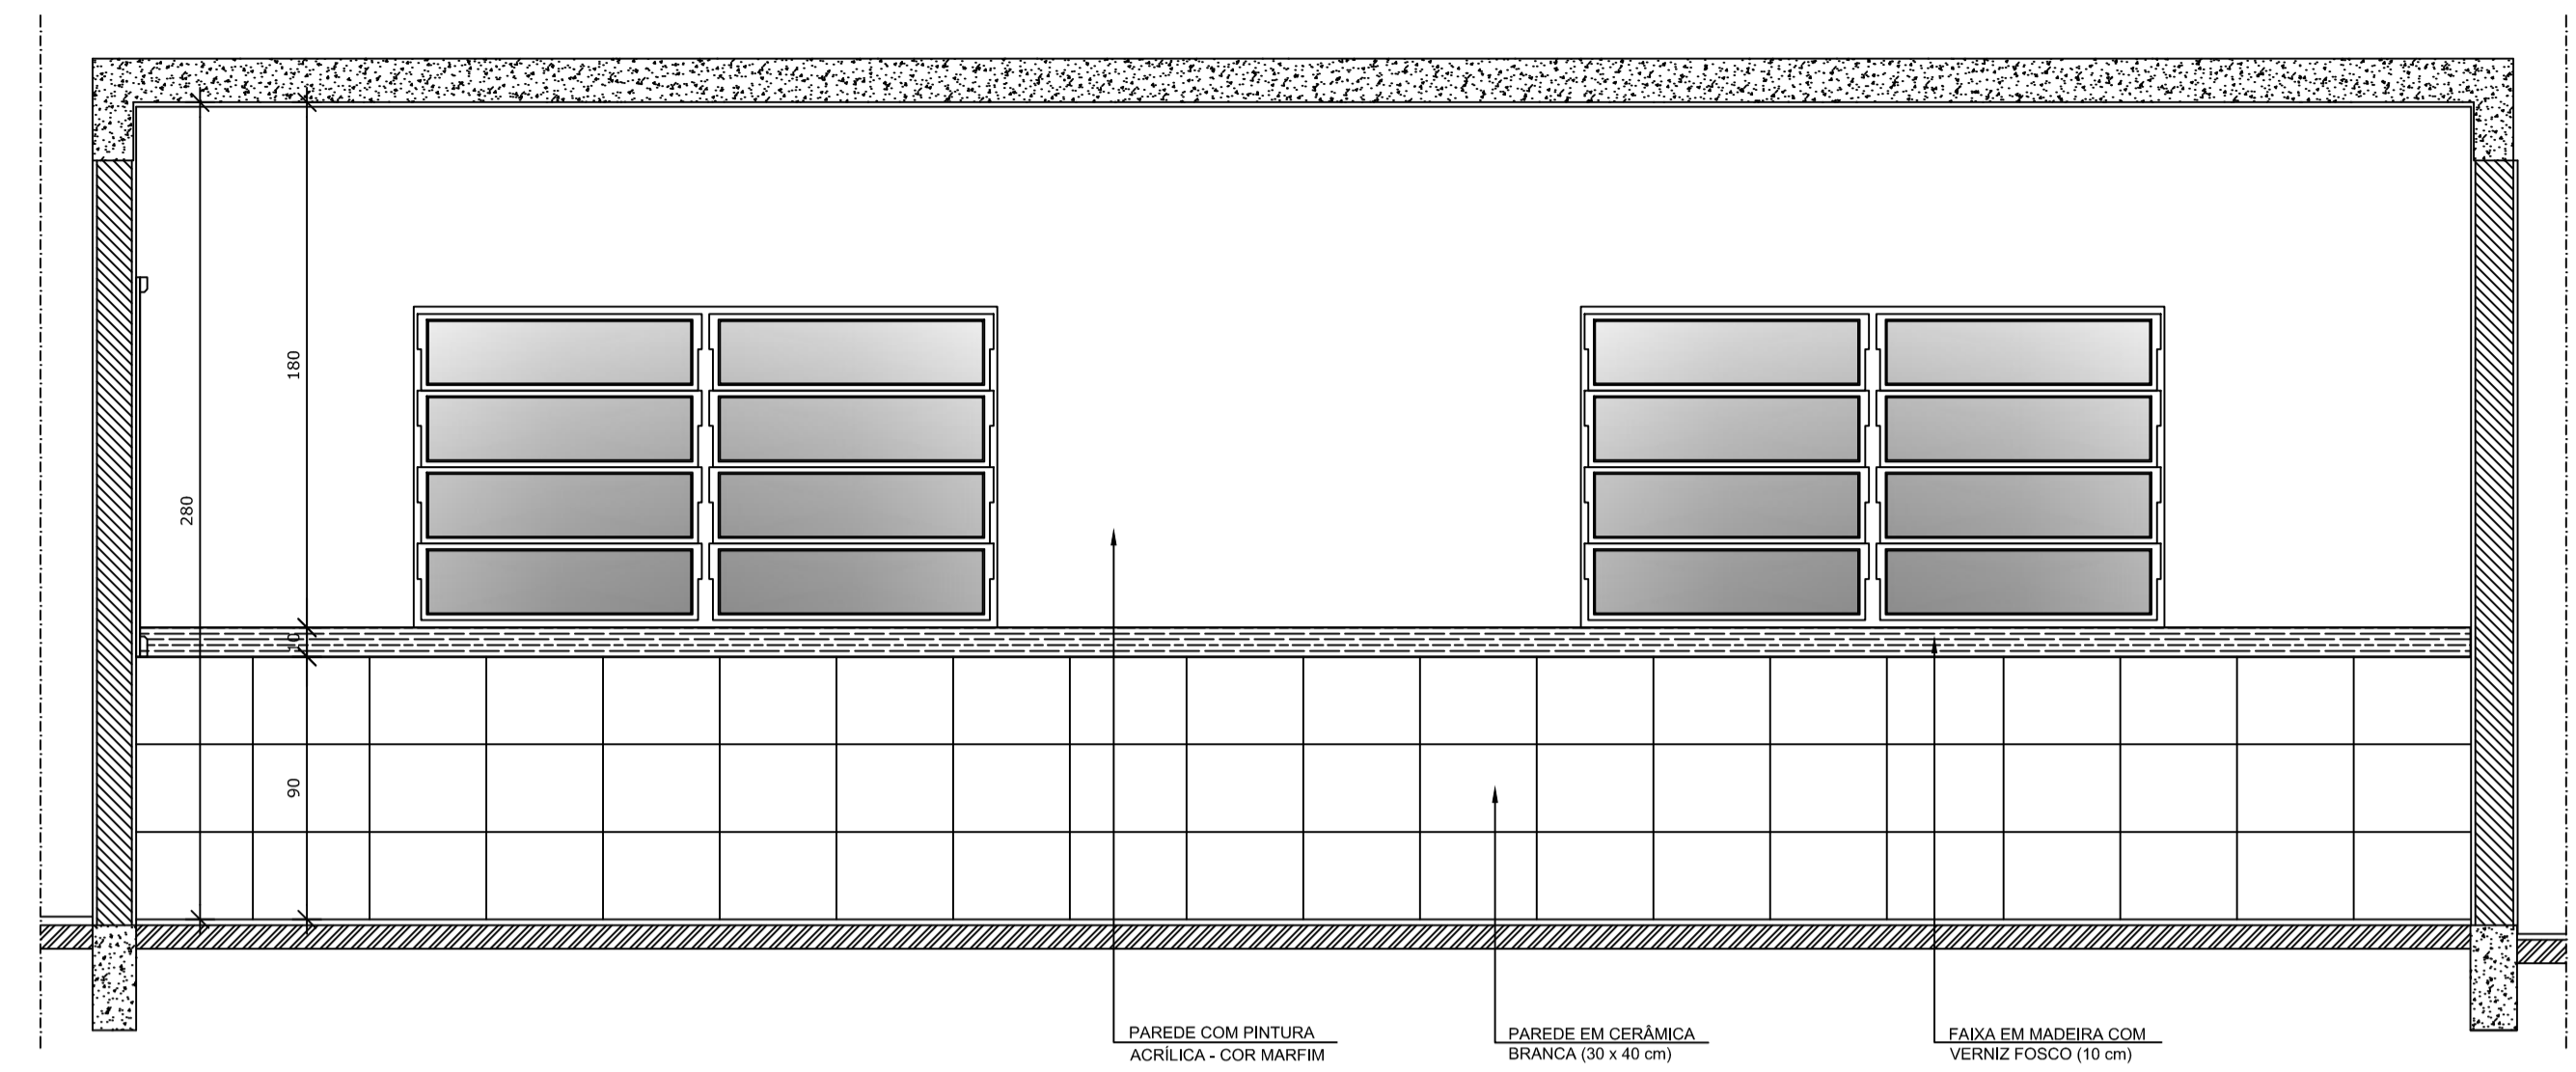 180
280
10
90
PAREDE COM PINTURA
ACRÍLICA - COR MARFIM
PAREDE EM CERÂMICA
BRANCA (30 x 40 cm)
FAIXA EM MADEIRA COM
VERNIZ FOSCO (10 cm)